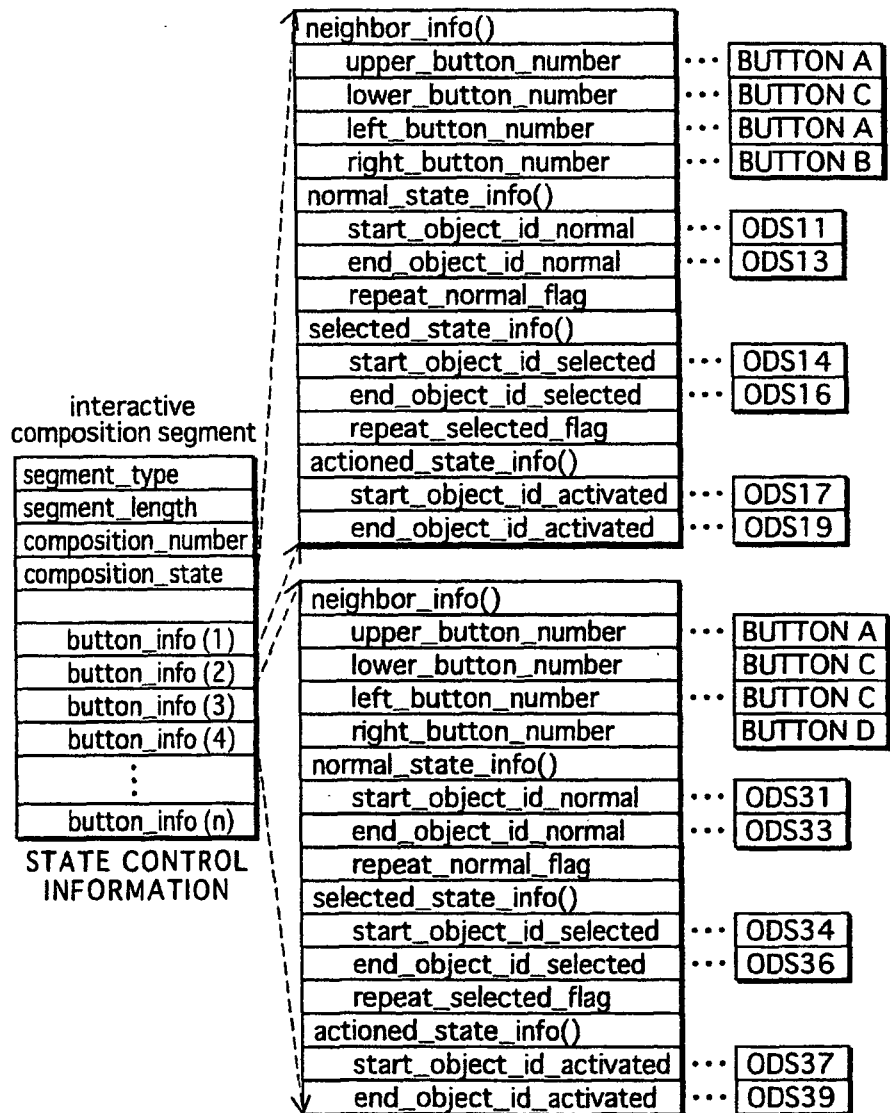 neighbor_info()
upper_button_number ··· BUTTON A
lower_button_number ··· BUTTON C
left_button_number ··· BUTTON A
right_button_number ··· BUTTON B
normal_state_info()
start_object_id_normal ··· ODS11
end_object_id_normal ··· ODS13
repeat_normal_flag
selected_state_info()
start_object_id_selected ··· ODS14
end_object_id_selected ··· ODS16
repeat_selected_flag
actioned_state_info()
start_object_id_activated ··· ODS17
end_object_id_activated ··· ODS19
interactive
composition segment
segment_type
segment_length
composition_number
composition_state
button_info (1)
button_info (2)
button_info (3)
button_info (4)
⋮
button_info (n)
STATE CONTROL
INFORMATION
neighbor_info()
upper_button_number ··· BUTTON A
lower_button_number BUTTON C
left_button_number ··· BUTTON C
right_button_number BUTTON D
normal_state_info()
start_object_id_normal ··· ODS31
end_object_id_normal ··· ODS33
repeat_normal_flag
selected_state_info()
start_object_id_selected ··· ODS34
end_object_id_selected ··· ODS36
repeat_selected_flag
actioned_state_info()
start_object_id_activated ··· ODS37
end_object_id_activated ··· ODS39